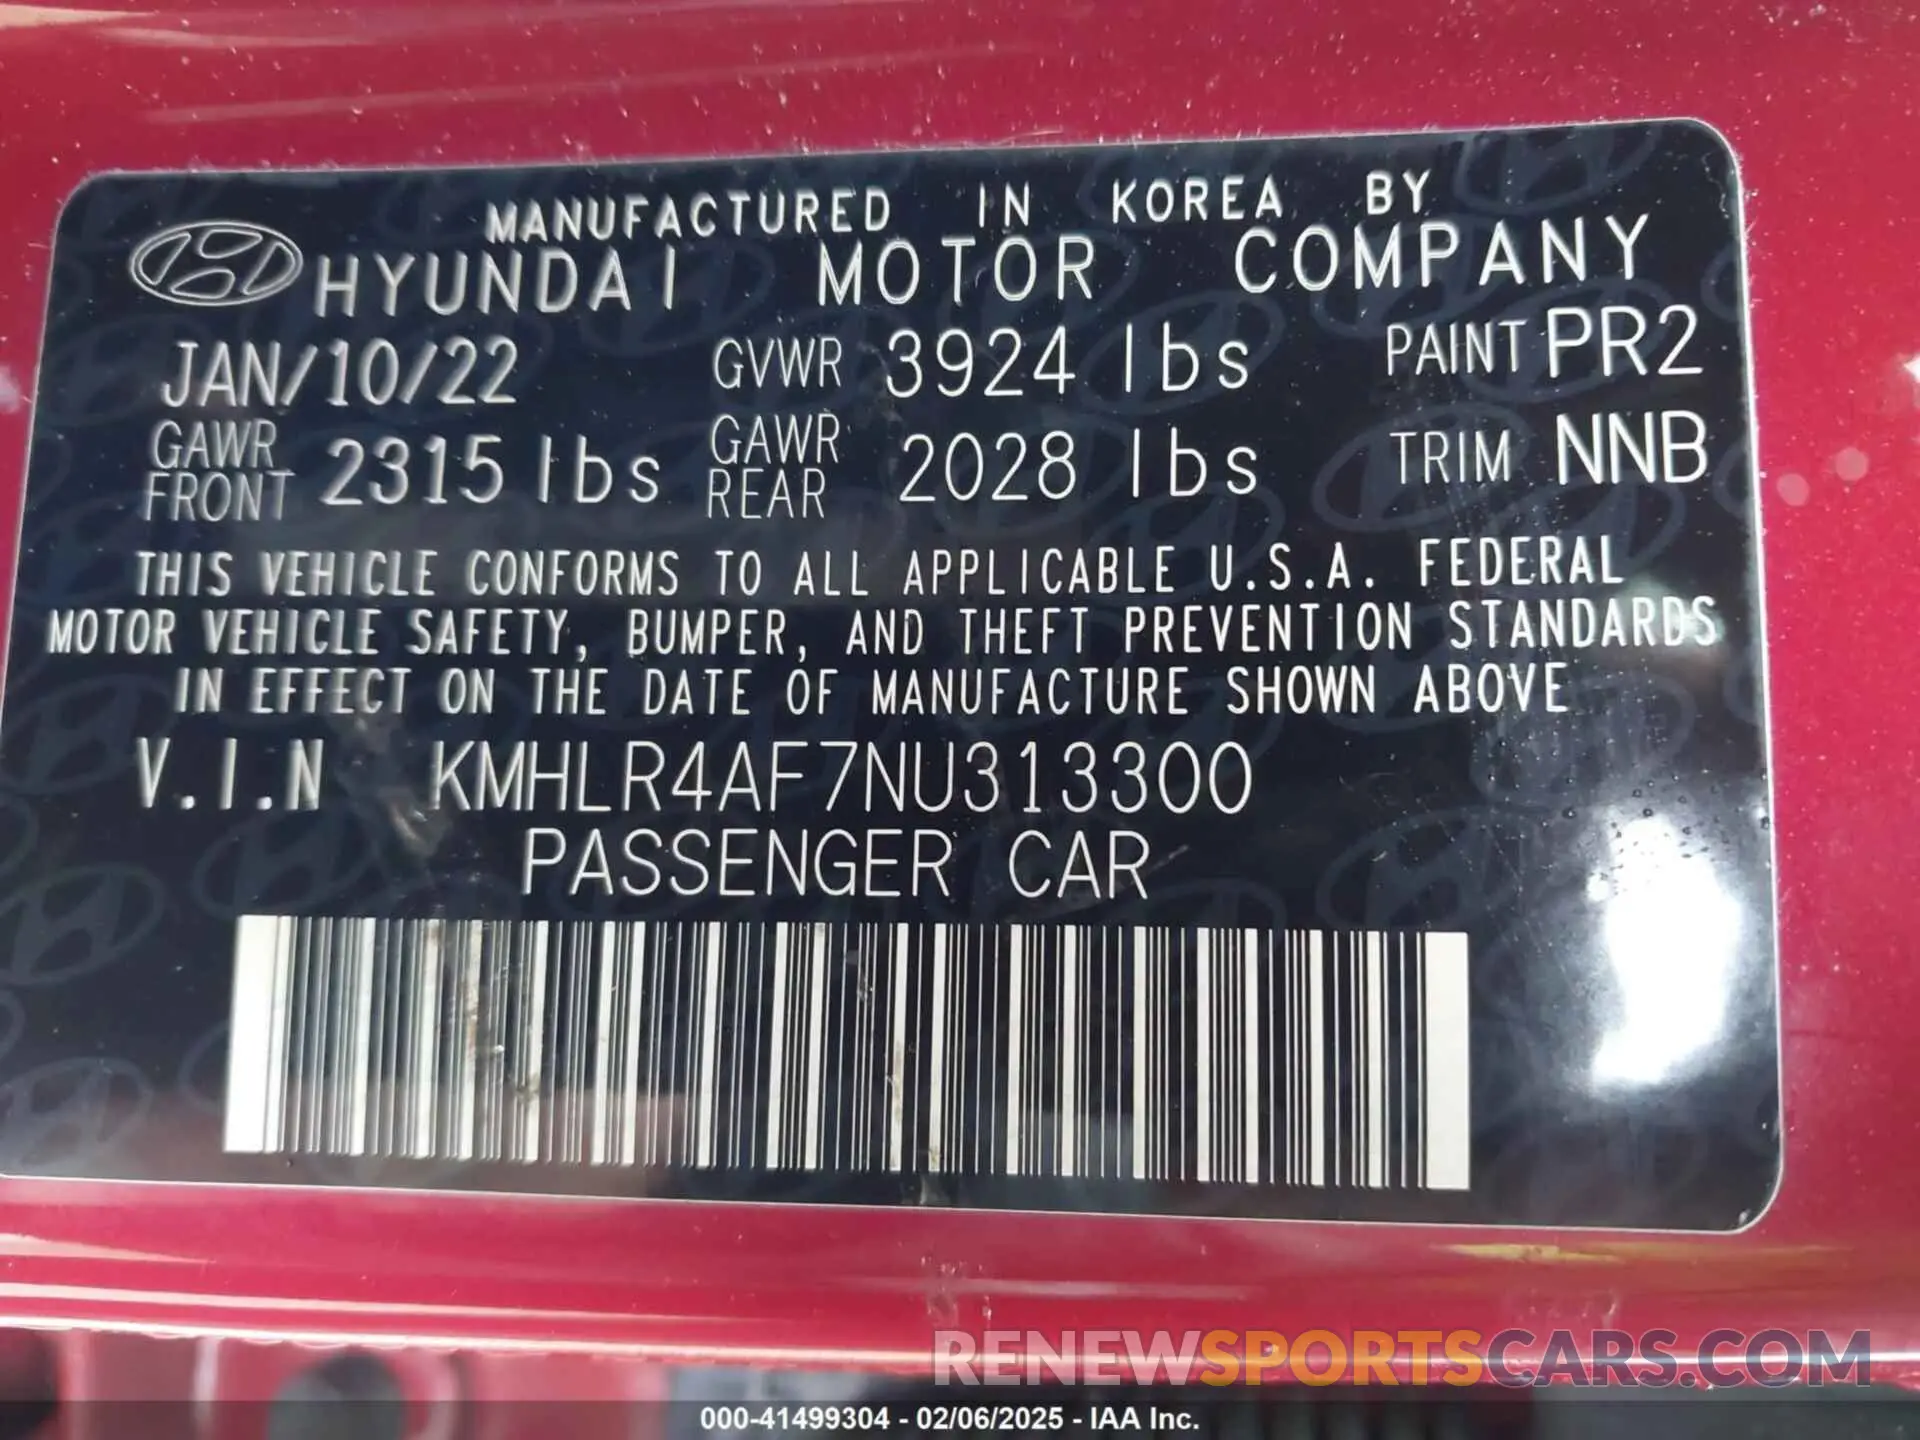 MANUFACTURED IN KOREA BY
HYUNDAI MOTOR COMPANY
JAN/10/22 GVWR 3924 lbs PAINT PR2
GAWR FRONT 2315 lbs GAWR REAR 2028 lbs TRIM NNB
THIS VEHICLE CONFORMS TO ALL APPLICABLE U.S.A. FEDERAL
MOTOR VEHICLE SAFETY, BUMPER, AND THEFT PREVENTION STANDARDS
IN EFFECT ON THE DATE OF MANUFACTURE SHOWN ABOVE
V.I.N KMHLR4AF7NU313300
PASSENGER CAR
RENEWSPORTSCARS.COM
000-41499304 - 02/06/2025 - IAA Inc.